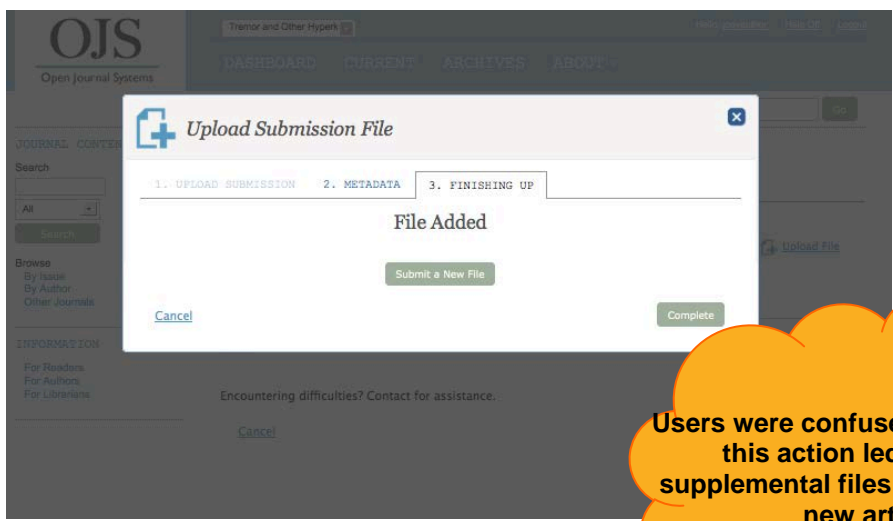 OJS
Open Journal Systems
Tremor and Other Hyperk
DASHBOARD CURRENT ARCHIVES ABOUT
Go
JOURNAL CONTEN
Search
All
Search
Browse
By Issue
By Author
Other Journals
INFORMATION
For Readers
For Authors
For Librarians
Upload Submission File
1. UPLOAD SUBMISSION 2. METADATA 3. FINISHING UP
File Added
Submit a New File
Cancel
Complete
Upload File
Encountering difficulties? Contact for assistance.
Cancel
Users were confuse
this action led
supplemental files
new art